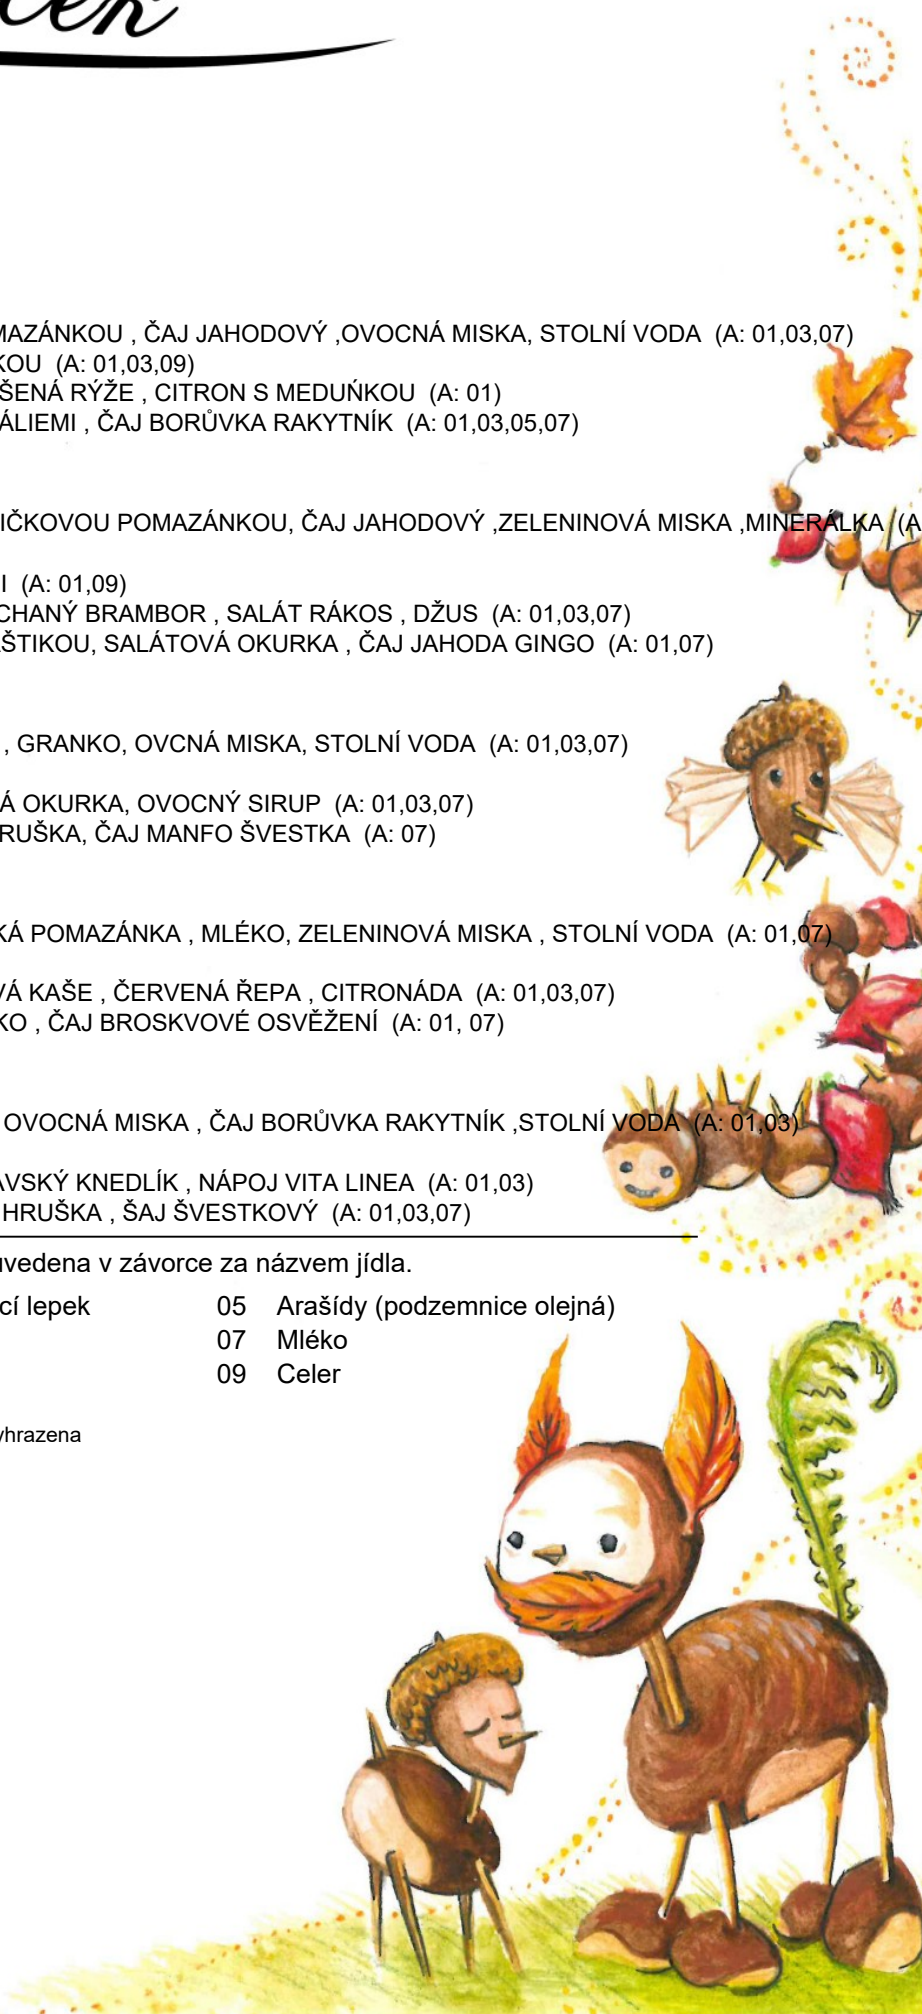 MAZÁNKOU , ČAJ JAHODOVÝ ,OVOCNÁ MISKA, STOLNÍ VODA (A: 01,03,07)
KOU (A: 01,03,09)
ŠENÁ RÝŽE , CITRON S MEDUŃKOU (A: 01)
ÁLIEMI , ČAJ BORŮVKA RAKYTNÍK (A: 01,03,05,07)
IČKOVOU POMAZÁNKOU, ČAJ JAHODOVÝ ,ZELENINOVÁ MISKA ,MINERÁLKA (A
I (A: 01,09)
CHANÝ BRAMBOR , SALÁT RÁKOS , DŽUS (A: 01,03,07)
ŠTIKOU, SALÁTOVÁ OKURKA , ČAJ JAHODA GINGO (A: 01,07)
, GRANKO, OVCNÁ MISKA, STOLNÍ VODA (A: 01,03,07)
Á OKURKA, OVOCNÝ SIRUP (A: 01,03,07)
RUŠKA, ČAJ MANFO ŠVESTKA (A: 07)
KÁ POMAZÁNKA , MLÉKO, ZELENINOVÁ MISKA , STOLNÍ VODA (A: 01,07)
VÁ KAŠE , ČERVENÁ ŘEPA , CITRONÁDA (A: 01,03,07)
KO , ČAJ BROSKVOVÉ OSVĚŽENÍ (A: 01, 07)
OVOCNÁ MISKA , ČAJ BORŮVKA RAKYTNÍK ,STOLNÍ VODA (A: 01,03)
AVSKÝ KNEDLÍK , NÁPOJ VITA LINEA (A: 01,03)
HRUŠKA , ŠAJ ŠVESTKOVÝ (A: 01,03,07)
uvedena v závorce za názvem jídla.
cí lepek 05 Arašídy (podzemnice olejná)
07 Mléko
09 Celer
yhrazena